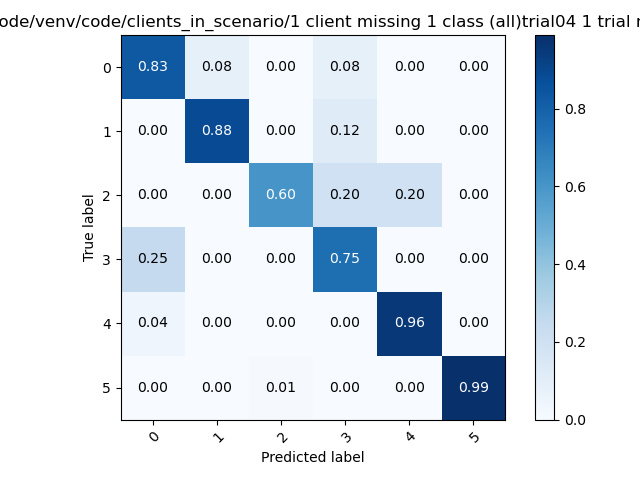 ode/venv/code/clients_in_scenario/1 client missing 1 class (all)trial04 1 trial r
0 0.83 0.08 0.00 0.08 0.00 0.00
1 0.00 0.88 0.00 0.12 0.00 0.00
2 0.00 0.00 0.60 0.20 0.20 0.00
3 0.25 0.00 0.00 0.75 0.00 0.00
4 0.04 0.00 0.00 0.00 0.96 0.00
5 0.00 0.00 0.01 0.00 0.00 0.99
0 1 2 3 4 5
Predicted label
True label
0.8
0.6
0.4
0.2
0.0